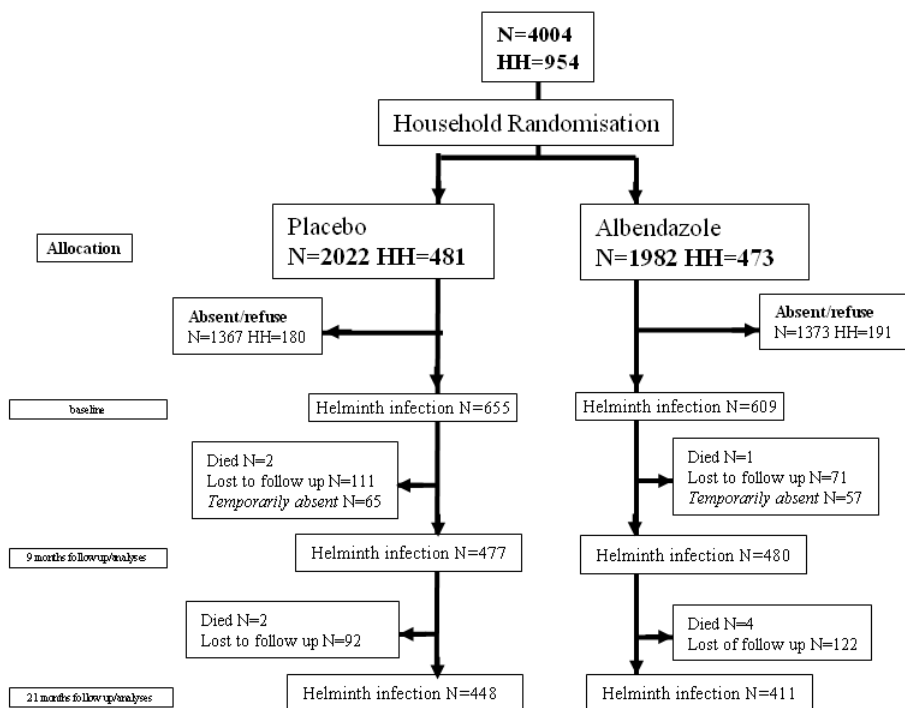 N=4004
HH=954
Household Randomisation
Allocation
Placebo
N=2022 HH=481
Albendazole
N=1982 HH=473
Absent/refuse
N=1367 HH=180
Absent/refuse
N=1373 HH=191
baseline
Helminth infection N=655
Helminth infection N=609
Died N=2
Lost to follow up N=111
Temporarily absent N=65
Died N=1
Lost to follow up N=71
Temporarily absent N=57
9 months follow up/analyses
Helminth infection N=477
Helminth infection N=480
Died N=2
Lost to follow up N=92
Died N=4
Lost of follow up N=122
21 months follow up/analyses
Helminth infection N=448
Helminth infection N=411